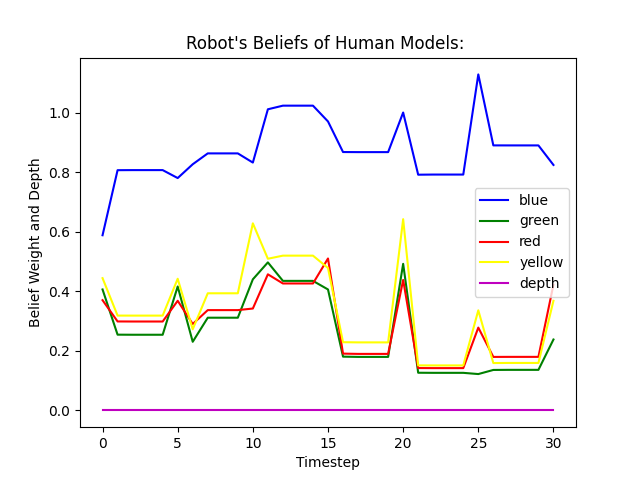 Robot's Beliefs of Human Models:
Belief Weight and Depth
1.0
0.8
0.6
0.4
0.2
0.0
blue
green
red
yellow
depth
0 5 10 15 20 25 30
Timestep